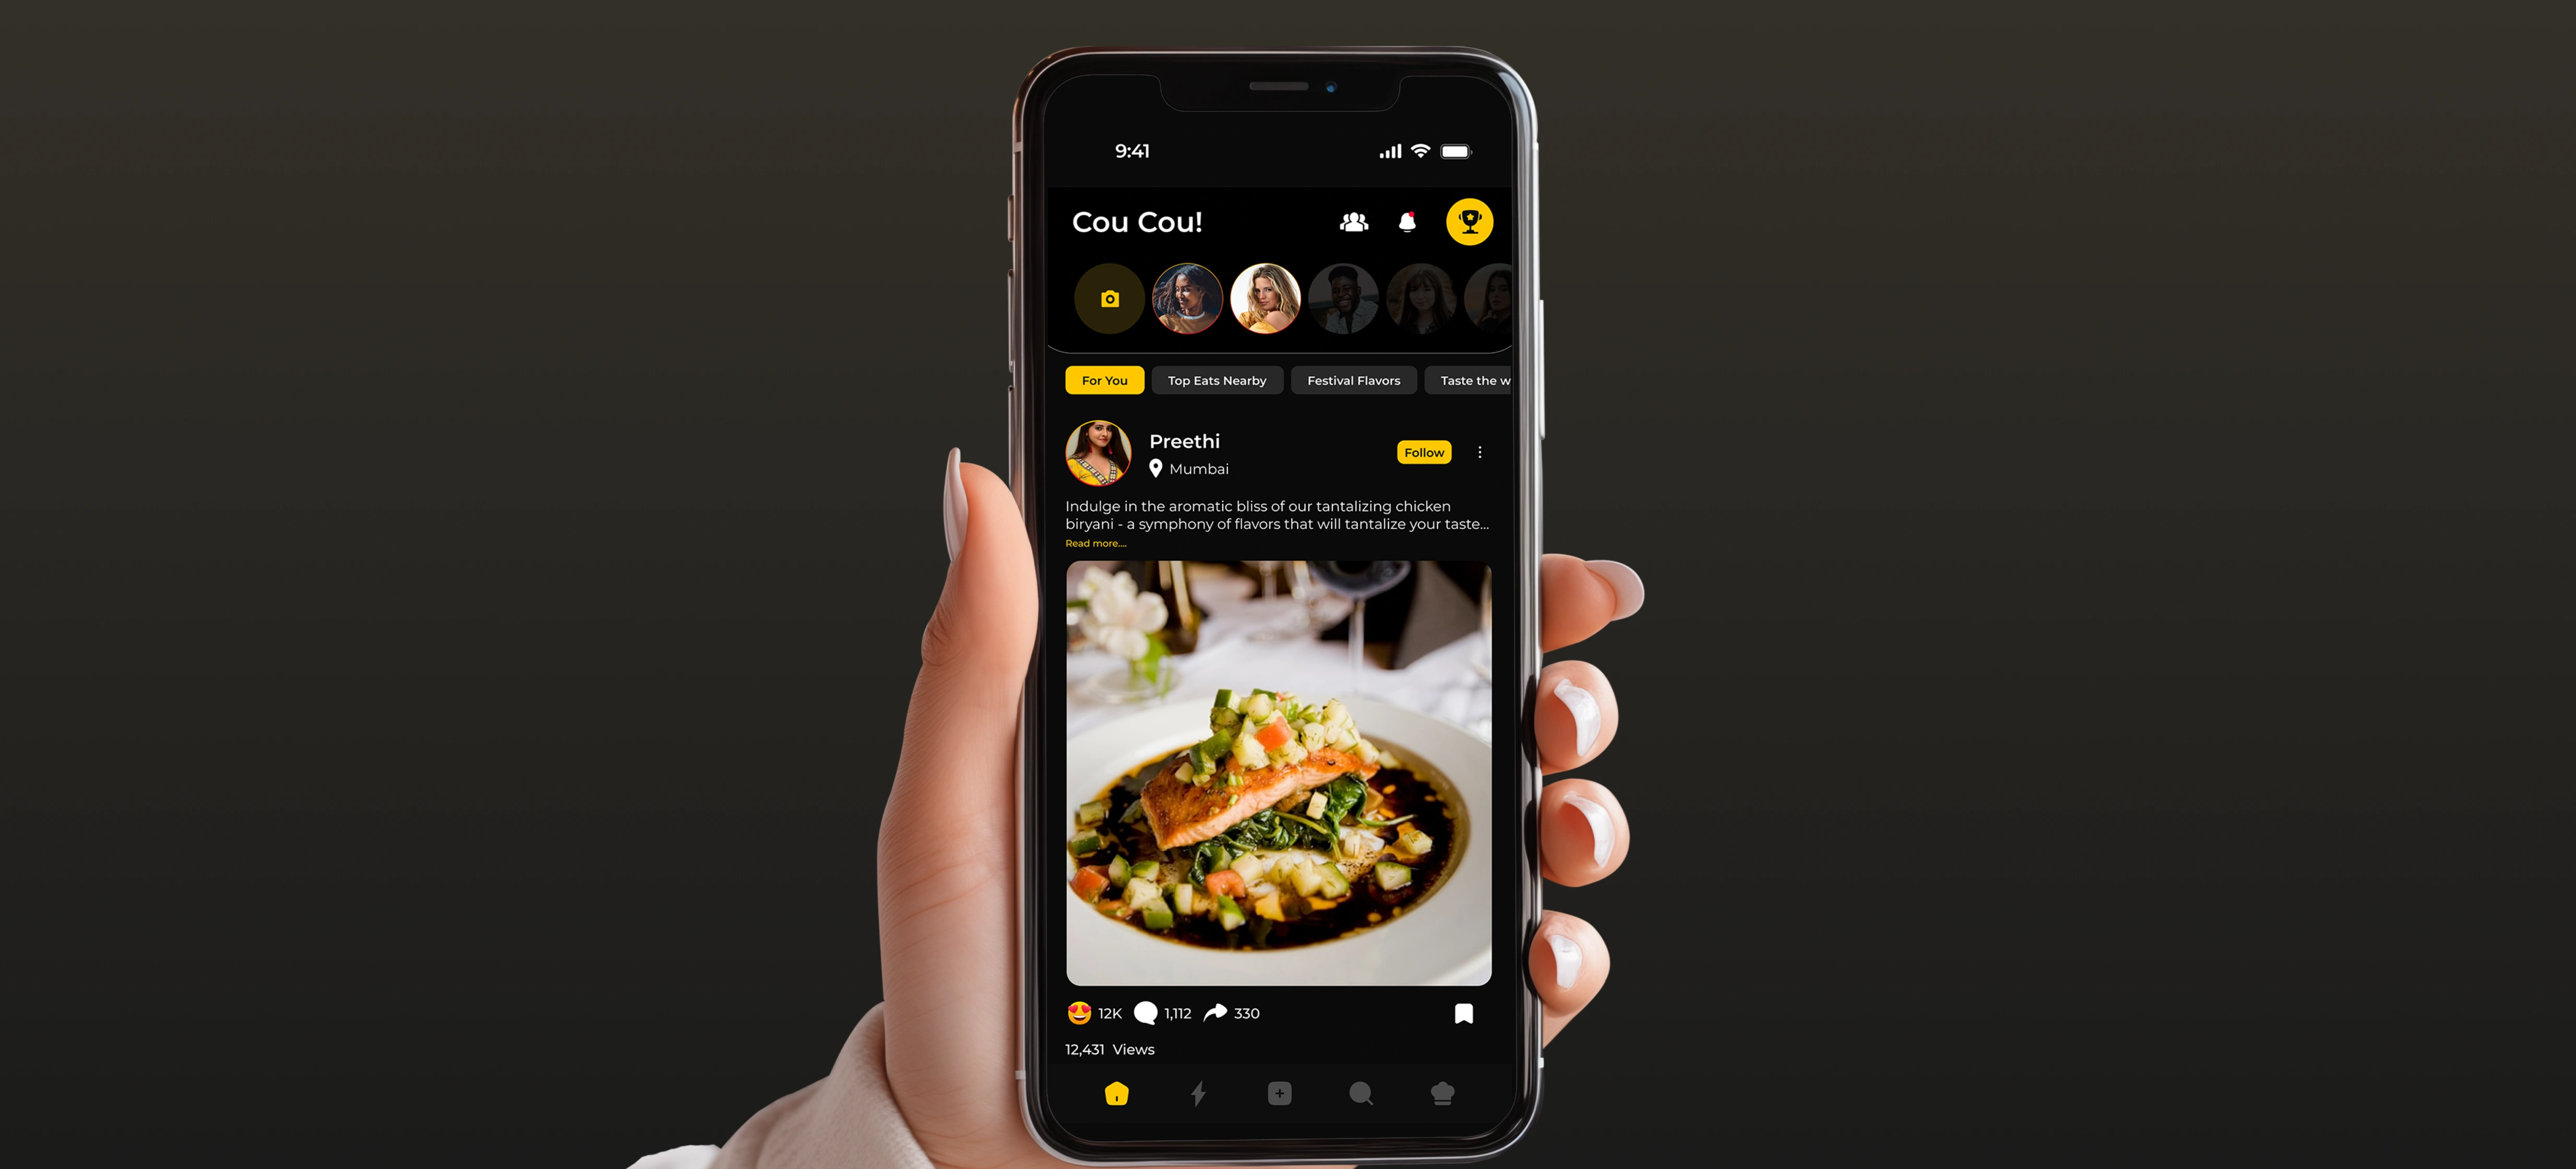 9:41
Cou Cou!
For You
Top Eats Nearby
Festival Flavors
Taste the w
Preethi
Mumbai
Follow
Indulge in the aromatic bliss of our tantalizing chicken
biryani - a symphony of flavors that will tantalize your taste...
Read more....
12K
1,112
330
12,431 Views